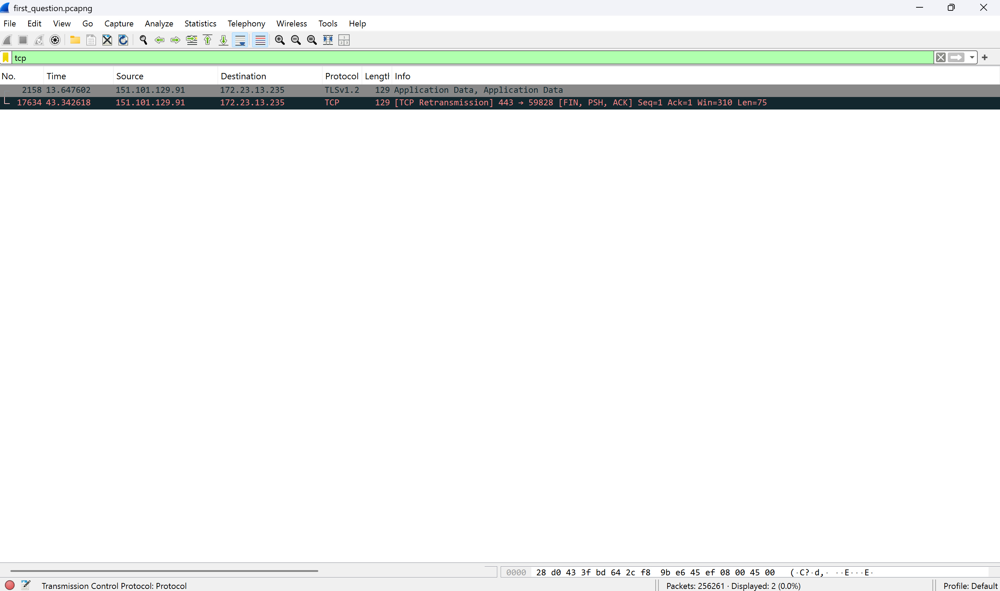 first_question.pcapng
File Edit View Go Capture Analyze Statistics Telephony Wireless Tools Help
tcp
No. Time Source Destination Protocol Length Info
2158 13.647602 151.101.129.91 172.23.13.235 TLSv1.2 129 Application Data, Application Data
17634 43.342618 151.101.129.91 172.23.13.235 TCP 129 [TCP Retransmission] 443 → 59828 [FIN, PSH, ACK] Seq=1 Ack=1 Win=310 Len=75
0000 28 d0 43 3f bd 64 2c f8 9b e6 45 ef 08 00 45 00 (·C?·d,· ··E···E·
Transmission Control Protocol: Protocol
Packets: 256261 · Displayed: 2 (0.0%)
Profile: Default